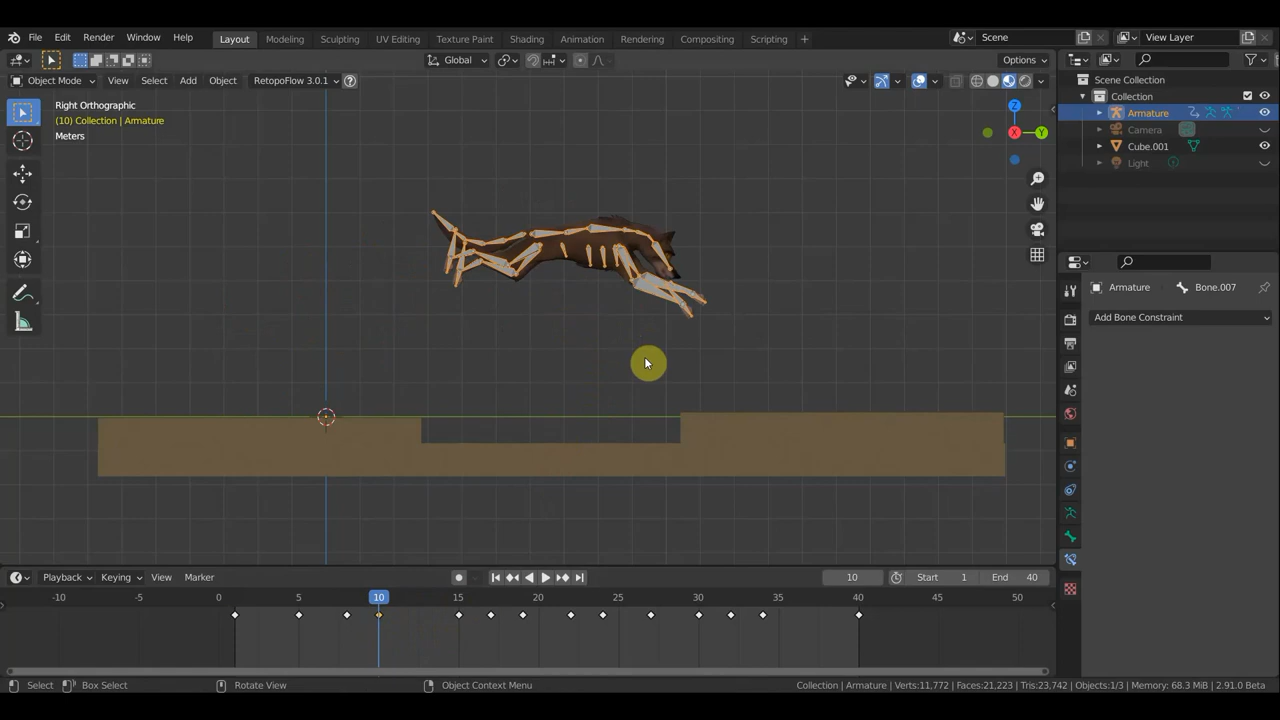 File Edit Render Window Help Layout Modeling Sculpting UV Editing Texture Paint Shading Animation Rendering Compositing Scripting + Scene View Layer
Global Options
Object Mode View Select Add Object RetopoFlow 3.0.1
Right Orthographic
(10) Collection | Armature
Meters
Z
X
Y
Scene Collection
Collection
Armature
Camera
Cube.001
Light
Armature Bone.007
Add Bone Constraint
Playback Keying View Marker 10 Start 1 End 40
-10 -5 0 5 10 15 20 25 30 35 40 45 50
Select Box Select Rotate View Object Context Menu Collection | Armature | Verts:11,772 | Faces:21,223 | Tris:23,742 | Objects:1/3 | Memory: 68.3 MiB | 2.91.0 Beta